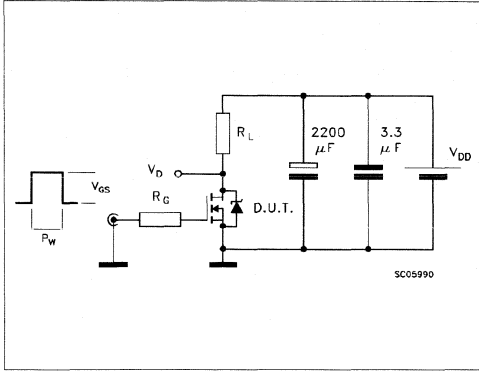 R_L
2200
µF
3.3
µF
V_DD
V_D
V_GS
R_G
D.U.T.
P_W
SC05990